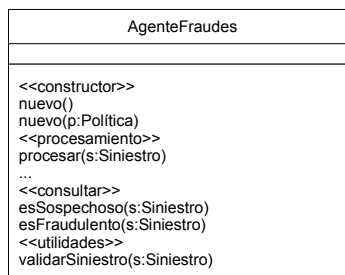 AgenteFraudes
<<constructor>>
nuevo()
nuevo(p:Política)
<<procesamiento>>
procesar(s:Siniestro)
...
<<consultar>>
esSospechoso(s:Siniestro)
esFraudulento(s:Siniestro)
<<utilidades>>
validarSiniestro(s:Siniestro)